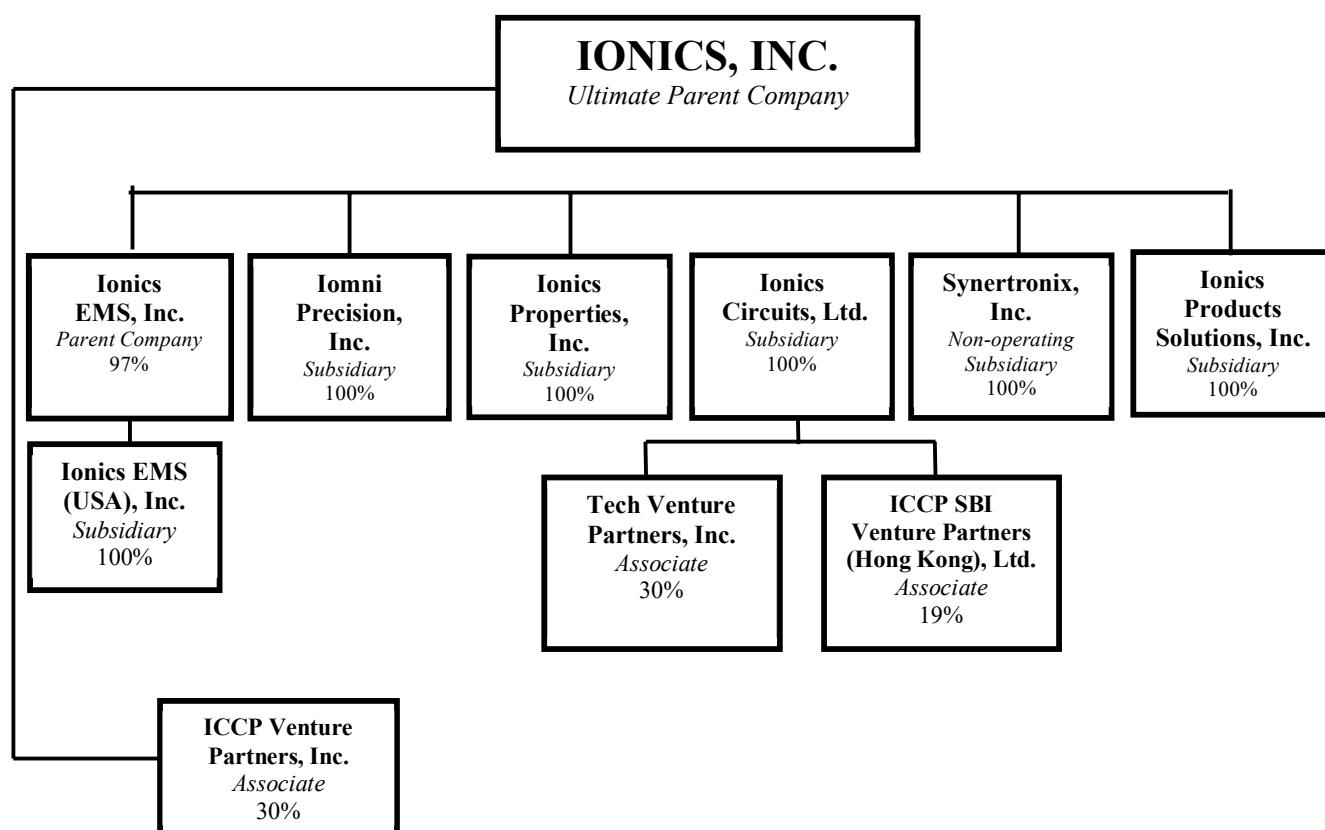 IONICS, INC.
Ultimate Parent Company
Ionics
EMS, Inc.
Parent Company
97%
Iomni
Precision,
Inc.
Subsidiary
100%
Ionics
Properties,
Inc.
Subsidiary
100%
Ionics
Circuits, Ltd.
Subsidiary
100%
Synertronix,
Inc.
Non-operating
Subsidiary
100%
Ionics
Products
Solutions, Inc.
Subsidiary
100%
Ionics EMS
(USA), Inc.
Subsidiary
100%
Tech Venture
Partners, Inc.
Associate
30%
ICCP SBI
Venture Partners
(Hong Kong), Ltd.
Associate
19%
ICCP Venture
Partners, Inc.
Associate
30%